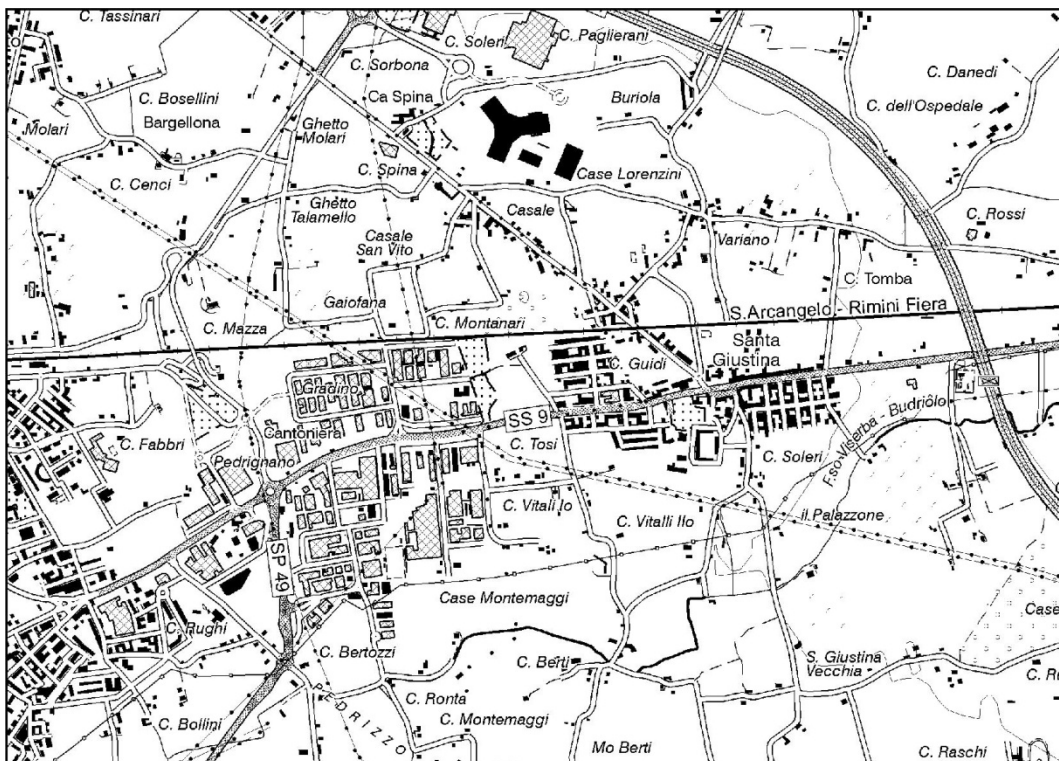 C. Tassinari
C. Soleri
C. Paglierani
C. Sorbona
C. Danedi
C. Bosellini
Ca Spina
Buriola
C. dell'Ospedale
Bargellona
Molari
Ghetto
Molari
C. Spina
Case Lorenzini
C. Cenci
Ghetto
Talamello
Casale
C. Rossi
Casale
San Vito
Variano
C. Tomba
Gaiofana
S.Arcangelo - Rimini Fiera
C. Mazza
C. Montanari
Santa
Giustina
C. Guidi
Gradino
SS 9
Cantoniera
F.so Viserba - Budriolo
C. Fabbri
C. Tosi
C. Soleri
Pedrignano
C. Vitali Io
il Palazzone
C. Vitalli IIo
SP 49
Case Montemaggi
Case
C. Rughi
C. Bertozzi
C. Berti
S. Giustina
Vecchia
C. Ronta
PEDRIZZO
C. Bollini
C. Montemaggi
Mo Berti
C. Raschi